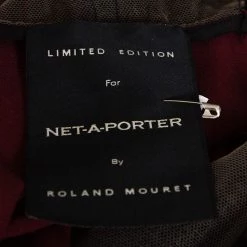 LIMITED EDITION
For
NET-A-PORTER
By
ROLAND MOURET